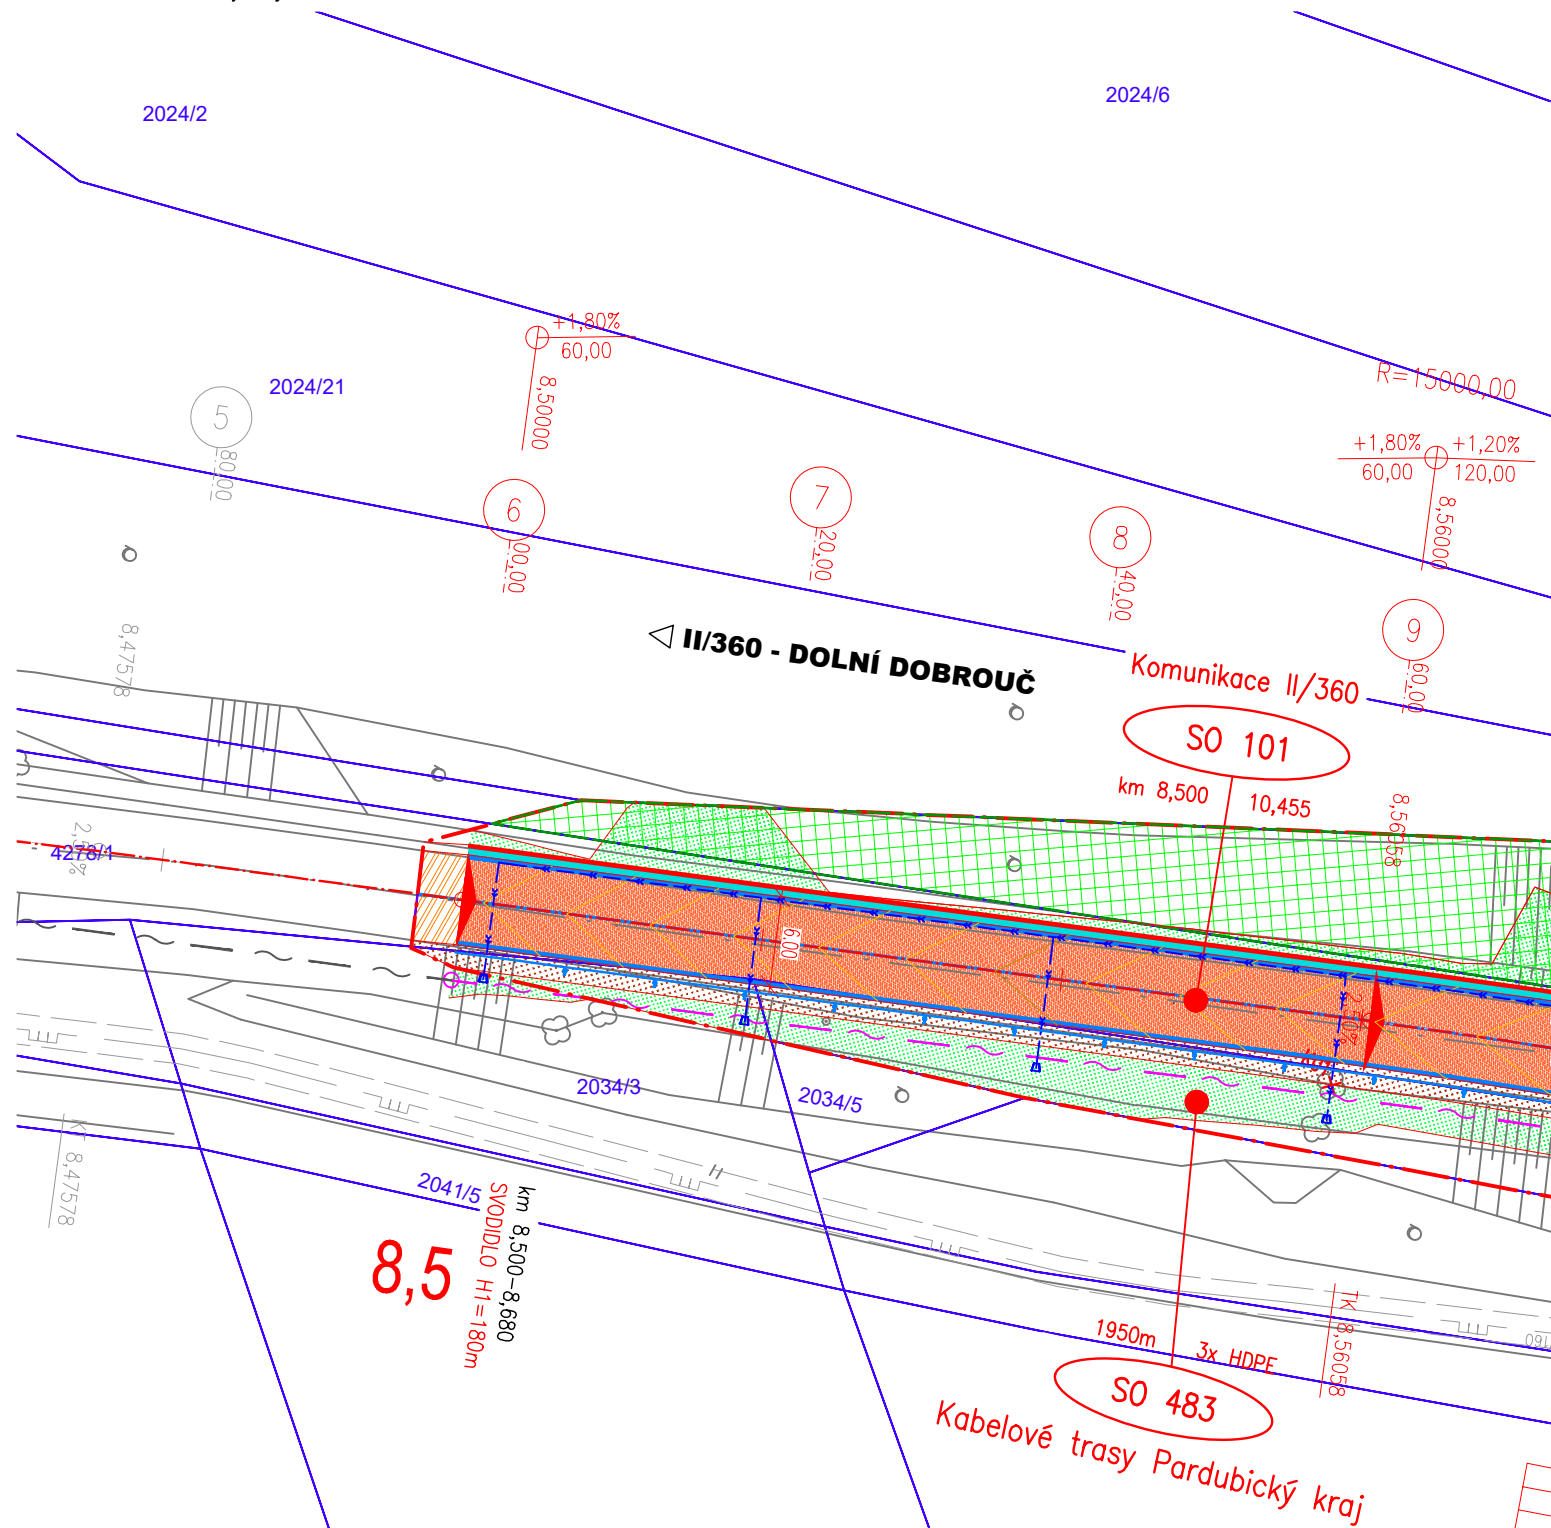 2024/2
2024/6
+1,80%
60,00
8,50000
R=15000,00
2024/21
5
80,00
+1,80%
+1,20%
60,00
120,00
8,56000
6
00,00
7
20,00
8
40,00
9
60,00
8,47578
II/360 - DOLNÍ DOBROUČ
Komunikace II/360
SO 101
km 8,500
10,455
8,56058
4278/1
6,00
2,50%
2034/3
2034/5
KT 8,47578
2041/5
km 8,500-8,680
SVODIDLO H1=180m
8,5
TK 8,56058
1950m
3x HDPE
SO 483
Kabelové trasy Pardubický kraj